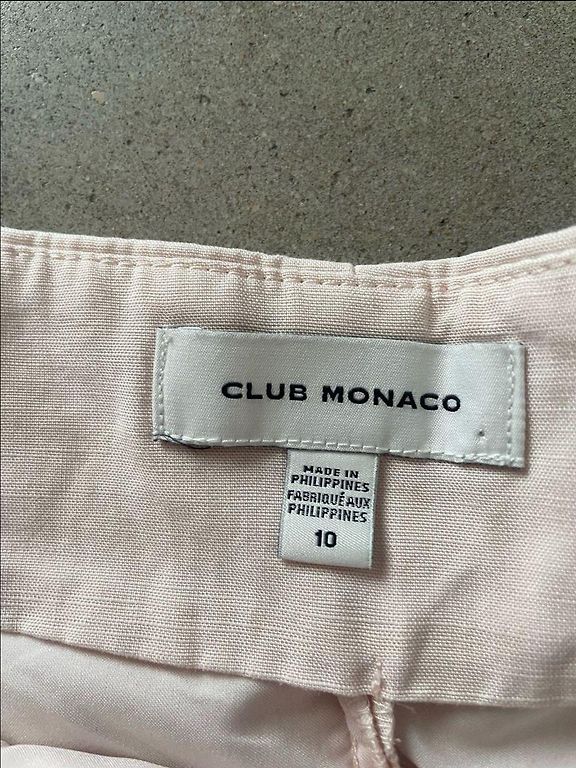 CLUB MONACO
MADE IN
PHILIPPINES
FABRIQUÉ AUX
PHILIPPINES
10